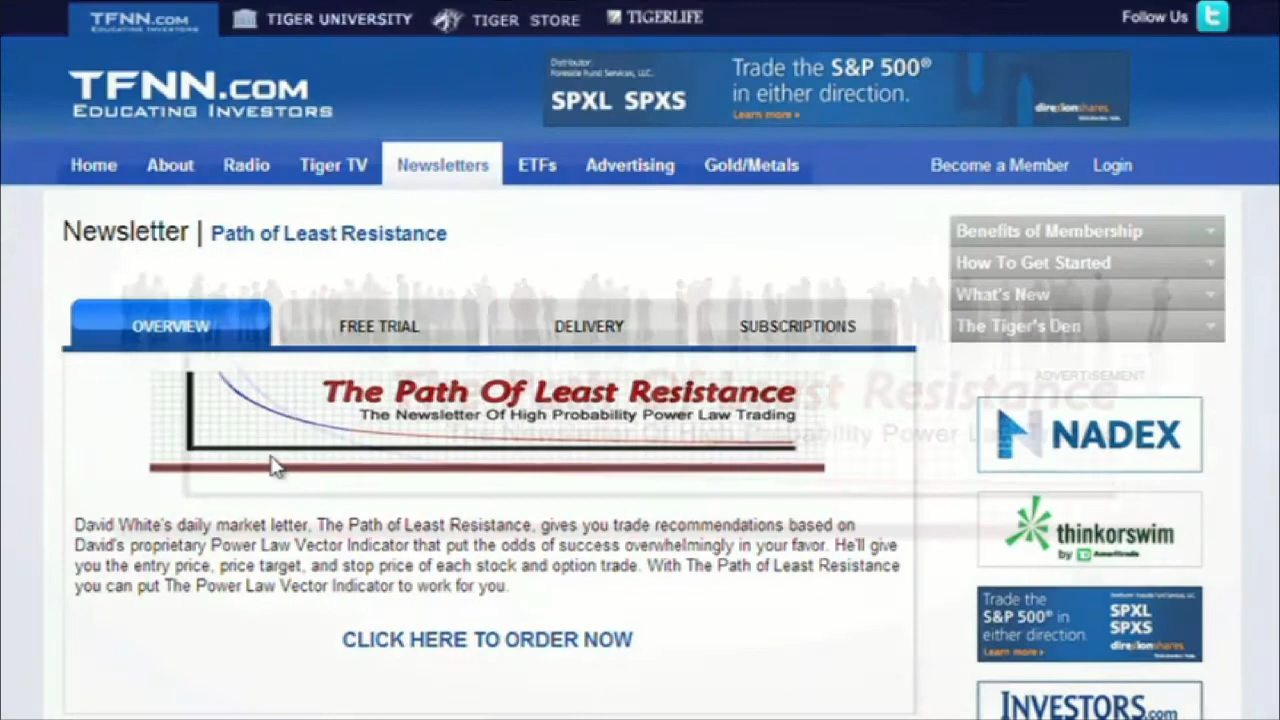 TFNN.COM
EDUCATING INVESTORS
TIGER UNIVERSITY
TIGER STORE
TIGERLIFE
Follow Us
TFNN.COM
EDUCATING INVESTORS
Distributor:
Foreside Fund Services, LLC.
SPXL SPXS
Trade the S&P 500®
in either direction.
Learn more »
direxionshares
Home
About
Radio
Tiger TV
Newsletters
ETFs
Advertising
Gold/Metals
Become a Member
Login
Newsletter | Path of Least Resistance
Benefits of Membership
How To Get Started
What's New
The Tiger's Den
OVERVIEW
FREE TRIAL
DELIVERY
SUBSCRIPTIONS
The Path Of Least Resistance
The Newsletter Of High Probability Power Law Trading
David White's daily market letter, The Path of Least Resistance, gives you trade recommendations based on
David's proprietary Power Law Vector Indicator that put the odds of success overwhelmingly in your favor. He'll give
you the entry price, price target, and stop price of each stock and option trade. With The Path of Least Resistance
you can put The Power Law Vector Indicator to work for you.
CLICK HERE TO ORDER NOW
ADVERTISEMENT
NADEX
thinkorswim
by TD Ameritrade
Trade the
S&P 500® in
either direction.
Learn more »
SPXL
SPXS
direxionshares
INVESTORS.com